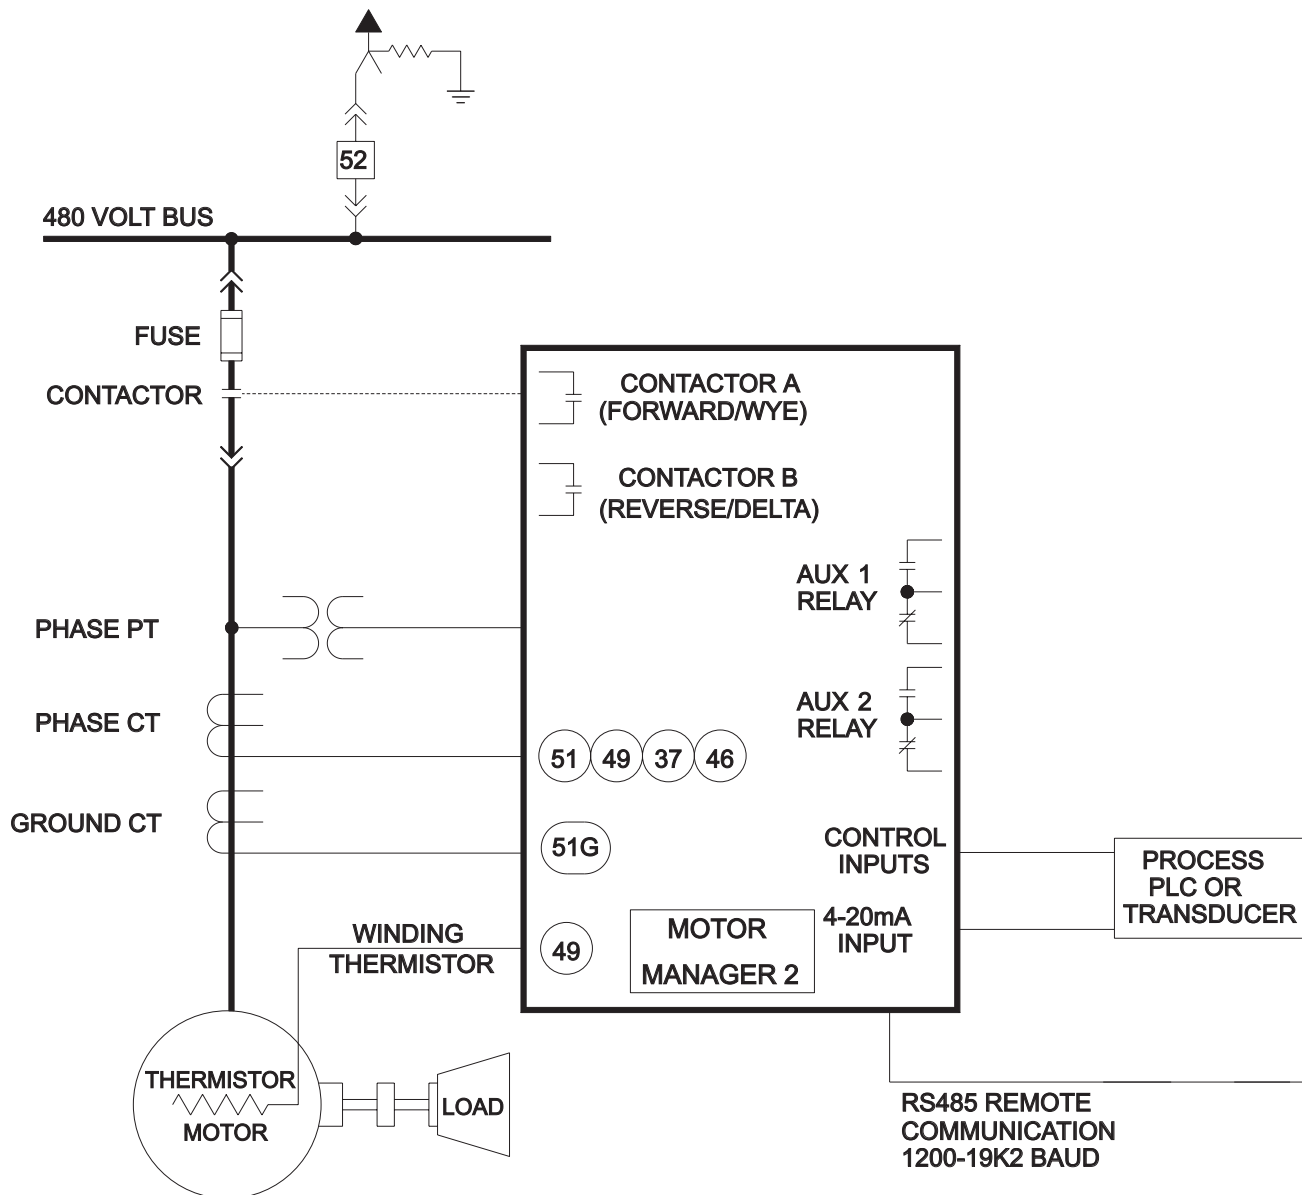 52
480 VOLT BUS
FUSE
CONTACTOR
CONTACTOR A
(FORWARD/WYE)
CONTACTOR B
(REVERSE/DELTA)
AUX 1
RELAY
PHASE PT
AUX 2
RELAY
PHASE CT
51 49 37 46
GROUND CT
51G
CONTROL
INPUTS
PROCESS
PLC OR
TRANSDUCER
4-20mA
INPUT
MOTOR
MANAGER 2
WINDING
THERMISTOR
49
THERMISTOR
MOTOR
LOAD
RS485 REMOTE
COMMUNICATION
1200-19K2 BAUD